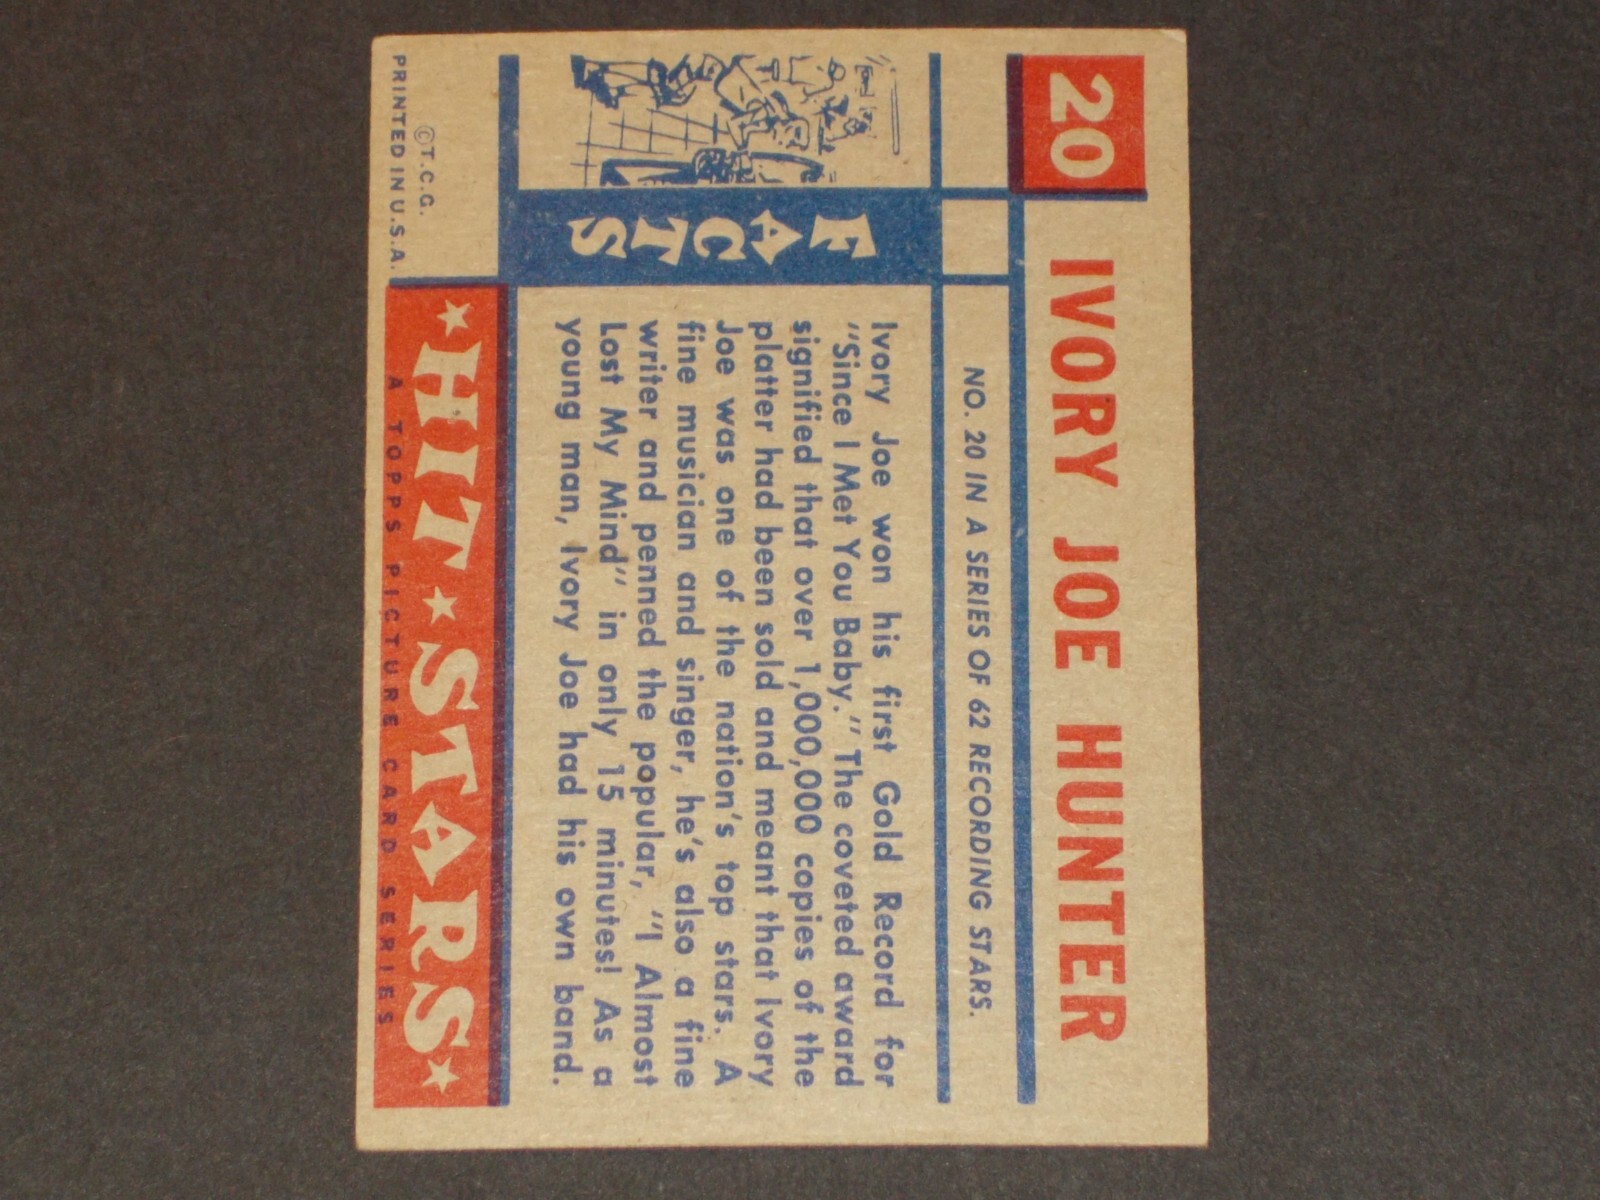 20
IVORY JOE HUNTER
NO. 20 IN A SERIES OF 62 RECORDING STARS.
FACTS
Ivory Joe won his first Gold Record for
"Since I Met You Baby." The coveted award
signified that over 1,000,000 copies of the
platter had been sold and meant that Ivory
Joe was one of the nation's top stars. A
fine musician and singer, he's also a fine
writer and penned the popular, "I Almost
Lost My Mind" in only 15 minutes! As a
young man, Ivory Joe had his own band.
©T.C.G.
PRINTED IN U.S.A.
HIT STARS
A TOPPS PICTURE CARD SERIES